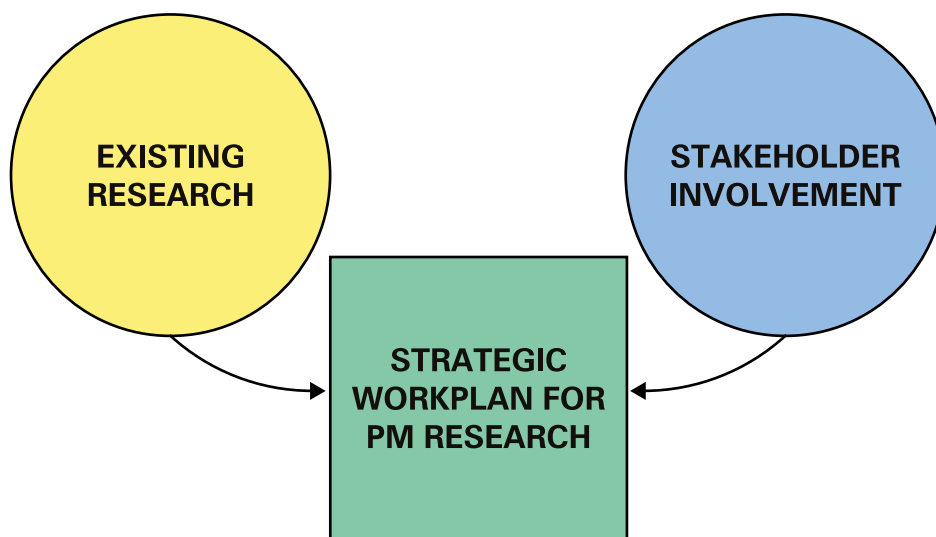 EXISTING
RESEARCH
STAKEHOLDER
INVOLVEMENT
STRATEGIC
WORKPLAN FOR
PM RESEARCH